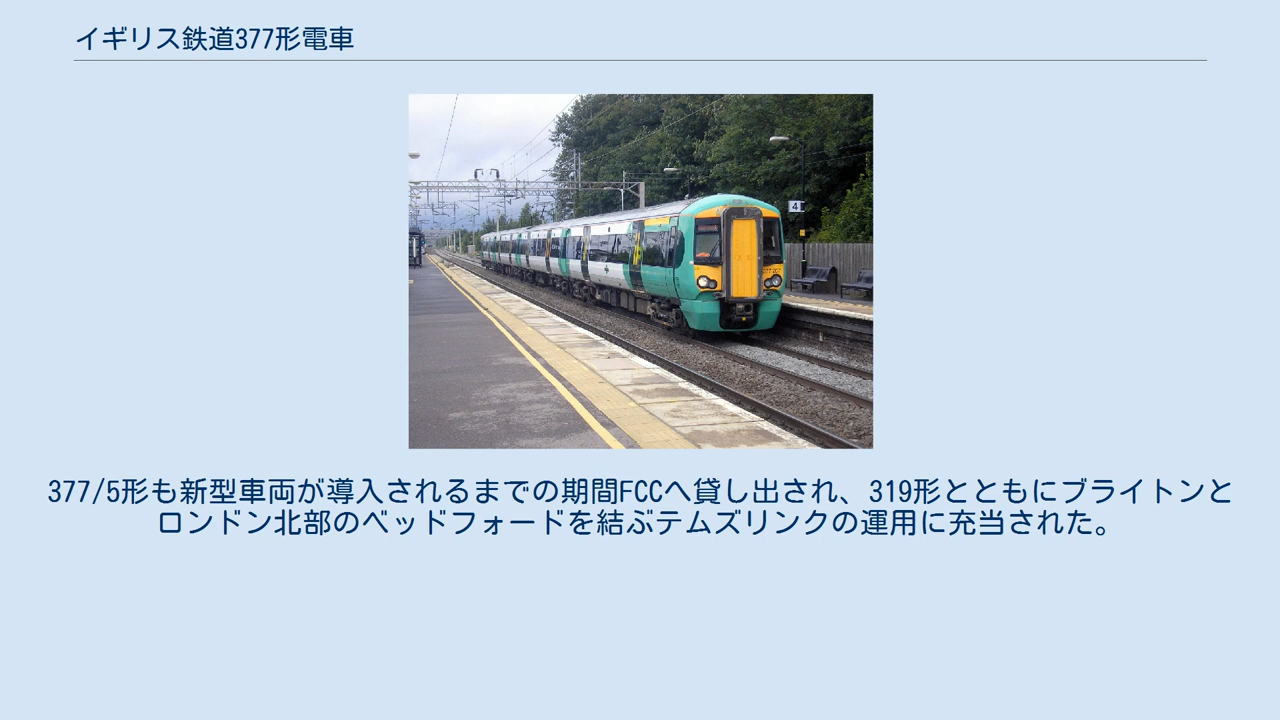 イギリス鉄道377形電車
4
377/5形も新型車両が導入されるまでの期間FCCへ貸し出され、319形とともにブライトンと
ロンドン北部のベッドフォードを結ぶテムズリンクの運用に充当された。